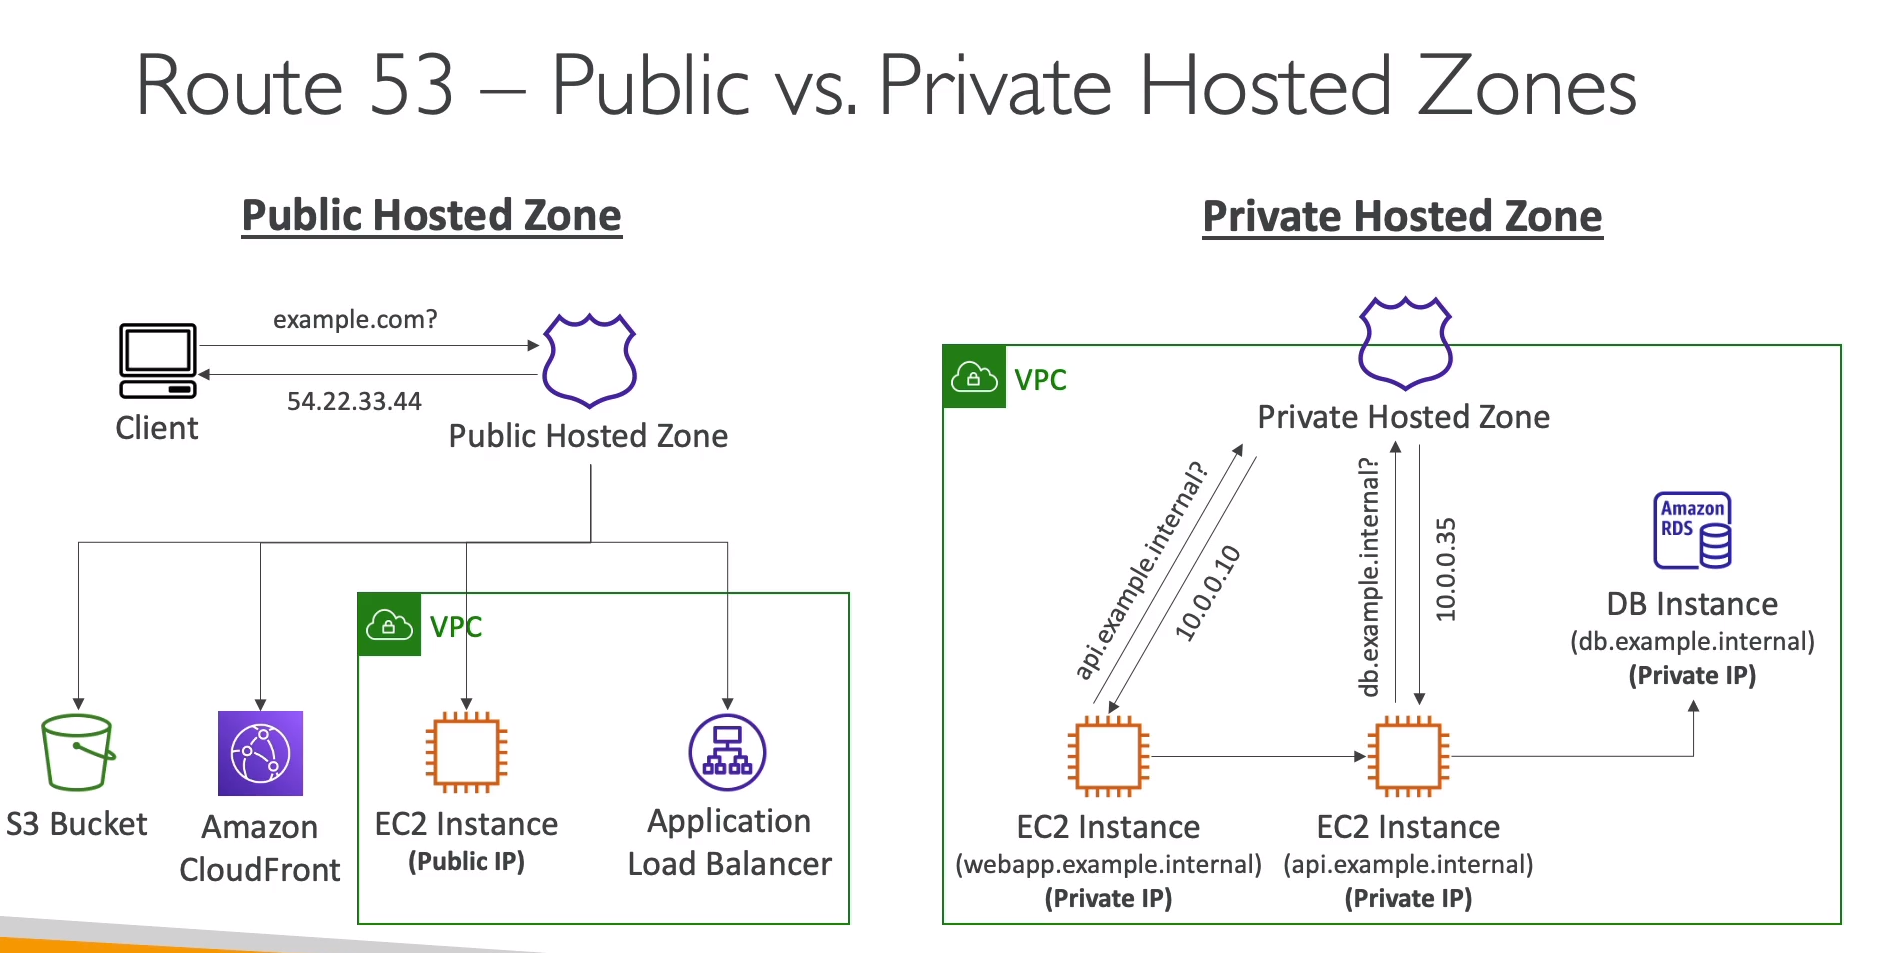 Route 53 – Public vs. Private Hosted Zones
Public Hosted Zone
example.com?
54.22.33.44
Client
Public Hosted Zone
VPC
S3 Bucket
Amazon
CloudFront
EC2 Instance
(Public IP)
Application
Load Balancer
Private Hosted Zone
VPC
Private Hosted Zone
api.example.internal?
10.0.0.10
db.example.internal?
10.0.0.35
Amazon
RDS
DB Instance
(db.example.internal)
(Private IP)
EC2 Instance
(webapp.example.internal)
(Private IP)
EC2 Instance
(api.example.internal)
(Private IP)